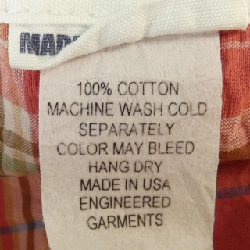 100% COTTON
MACHINE WASH COLD
SEPARATELY
COLOR MAY BLEED
HANG DRY
MADE IN USA
ENGINEERED
GARMENTS